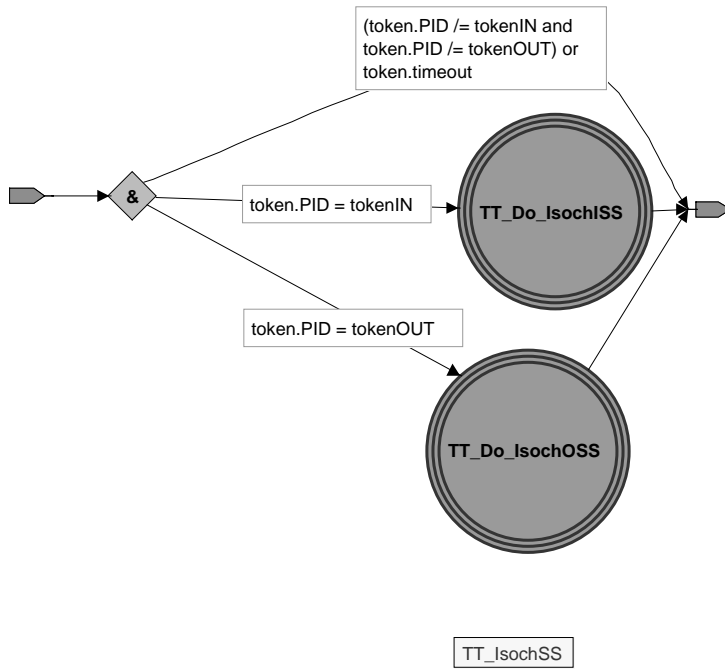 (token.PID /= tokenIN and
token.PID /= tokenOUT) or
token.timeout
&
token.PID = tokenIN
TT_Do_IsochISS
token.PID = tokenOUT
TT_Do_IsochOSS
TT_IsochSS